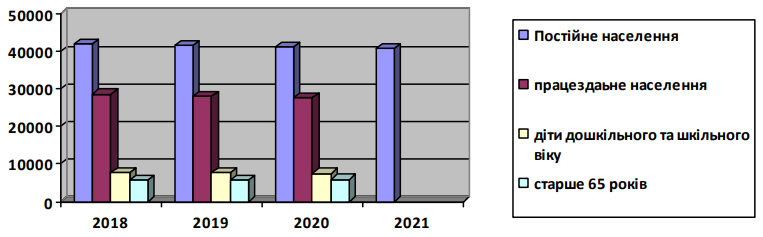 50000
40000
30000
20000
10000
0
2018 2019 2020 2021
Постійне населення
працездаьне населення
діти дошкільного та шкільного
віку
старше 65 років